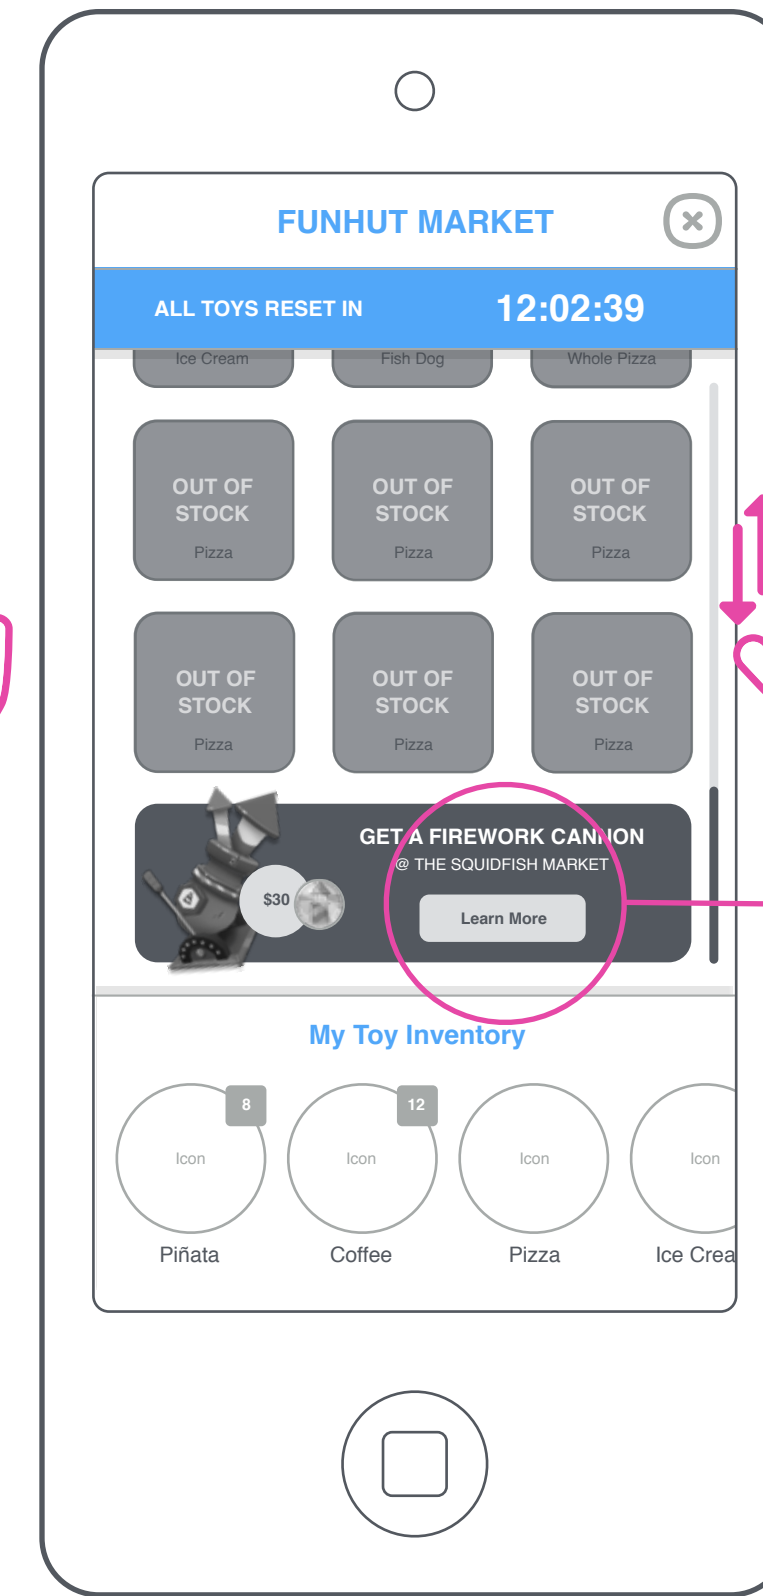 FUNHUT MARKET
ALL TOYS RESET IN
12:02:39
Ice Cream
Fish Dog
Whole Pizza
OUT OF
STOCK
Pizza
OUT OF
STOCK
Pizza
OUT OF
STOCK
Pizza
OUT OF
STOCK
Pizza
OUT OF
STOCK
Pizza
OUT OF
STOCK
Pizza
GET A FIREWORK CANNON
@ THE SQUIDFISH MARKET
$30
Learn More
My Toy Inventory
8
12
Icon
Icon
Icon
Icon
Piñata
Coffee
Pizza
Ice Crea